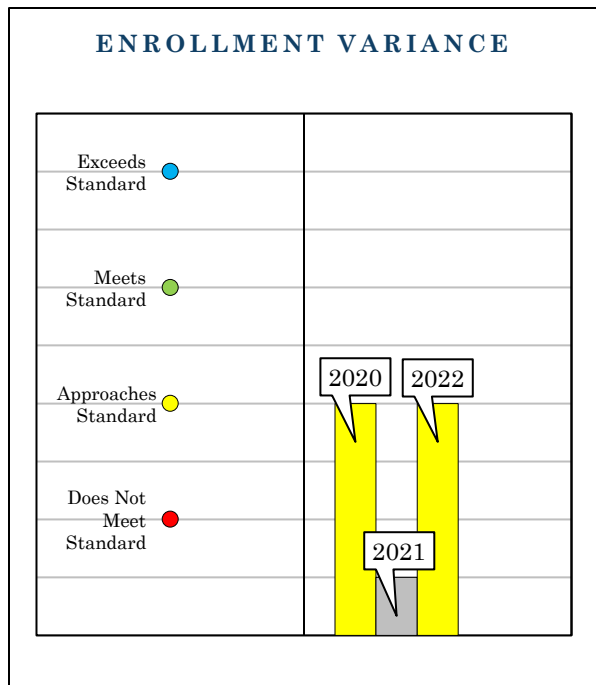 ENROLLMENT VARIANCE
Exceeds
Standard
Meets
Standard
Approaches
Standard
Does Not
Meet
Standard
2020
2022
2021